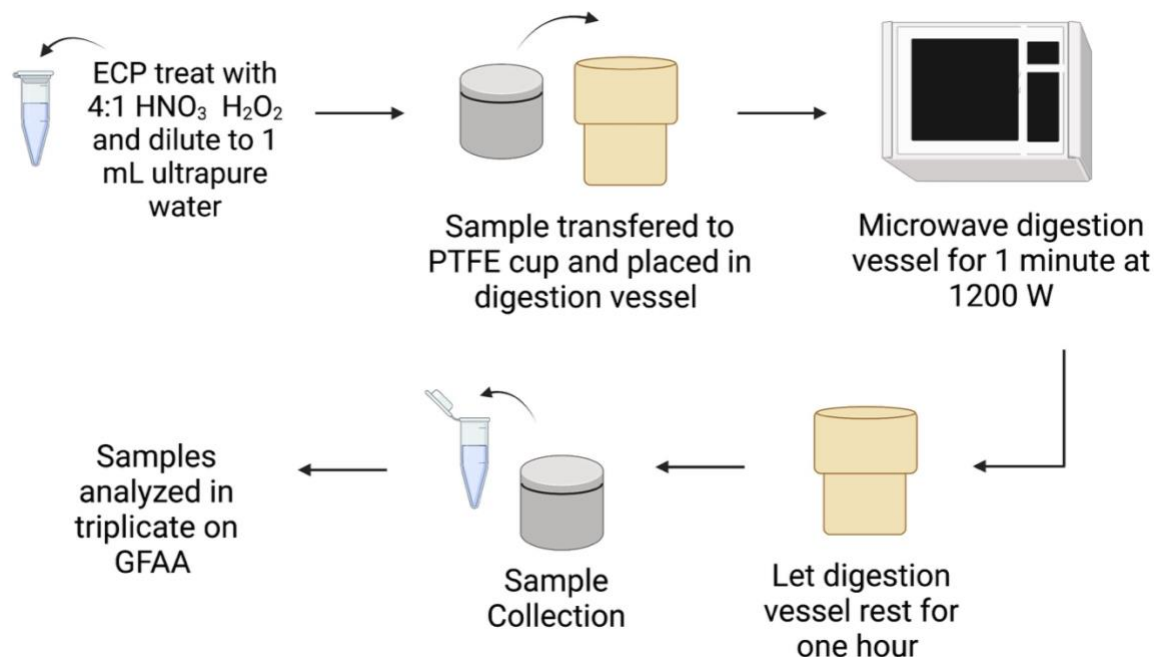 ECP treat with
4:1 HNO₃ H₂O₂
and dilute to 1
mL ultrapure
water
Sample transfered to
PTFE cup and placed in
digestion vessel
Microwave digestion
vessel for 1 minute at
1200 W
Let digestion
vessel rest for
one hour
Sample
Collection
Samples
analyzed in
triplicate on
GFAA